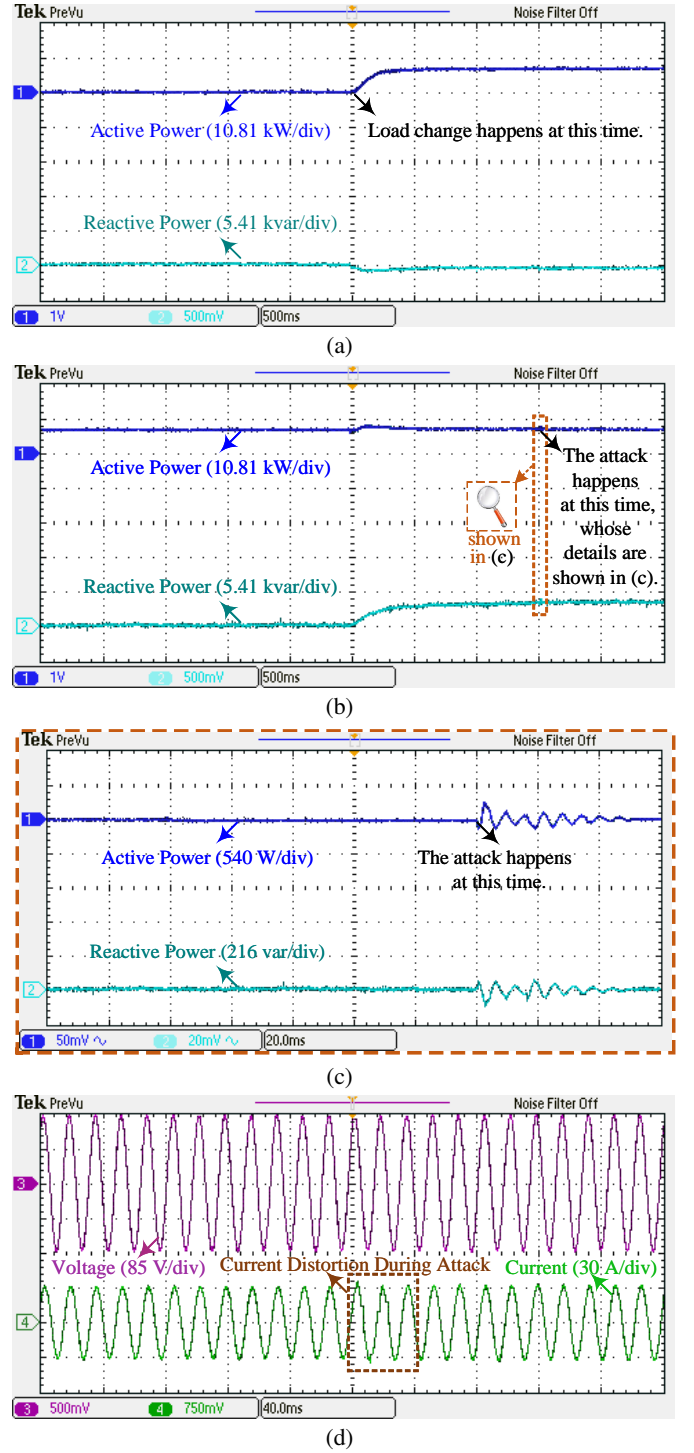 Tek PreVu Noise Filter Off
1
Active Power (10.81 kW/div)
Load change happens at this time.
Reactive Power (5.41 kvar/div)
2
1 1V 2 500mV 500ms
(a)
Tek PreVu Noise Filter Off
1
Active Power (10.81 kW/div)
The attack
happens
at this time,
whose
details are
shown in (c).
shown
in (c)
Reactive Power (5.41 kvar/div)
2
1 1V 2 500mV 500ms
(b)
Tek PreVu Noise Filter Off
1
Active Power (540 W/div)
The attack happens
at this time.
Reactive Power (216 var/div)
2
1 50mV ∿ 2 20mV ∿ 20.0ms
(c)
Tek PreVu Noise Filter Off
3
Voltage (85 V/div)
Current Distortion During Attack
Current (30 A/div)
4
3 500mV 4 750mV 40.0ms
(d)